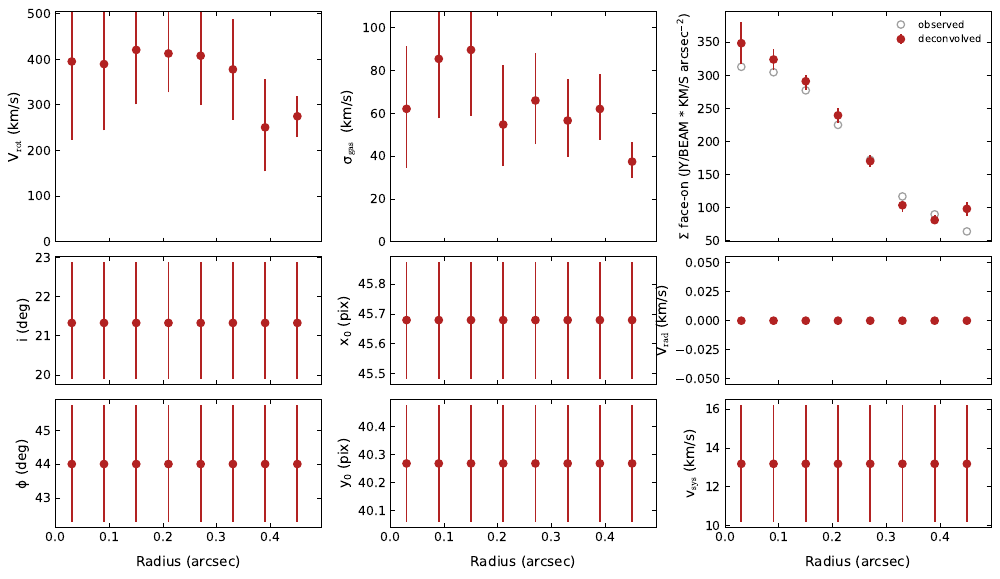 500
400
300
200
100
0
V_rot (km/s)
100
80
60
40
20
0
σ_gas (km/s)
350
300
250
200
150
100
50
Σ face-on (JY/BEAM * KM/S arcsec⁻²)
observed
deconvolved
23
22
21
20
i (deg)
45.8
45.7
45.6
45.5
x₀ (pix)
0.050
0.025
0.000
−0.025
−0.050
V_rad (km/s)
45
44
43
ϕ (deg)
0.0 0.1 0.2 0.3 0.4
Radius (arcsec)
40.4
40.3
40.2
40.1
y₀ (pix)
0.0 0.1 0.2 0.3 0.4
Radius (arcsec)
16
14
12
10
v_sys (km/s)
0.0 0.1 0.2 0.3 0.4
Radius (arcsec)